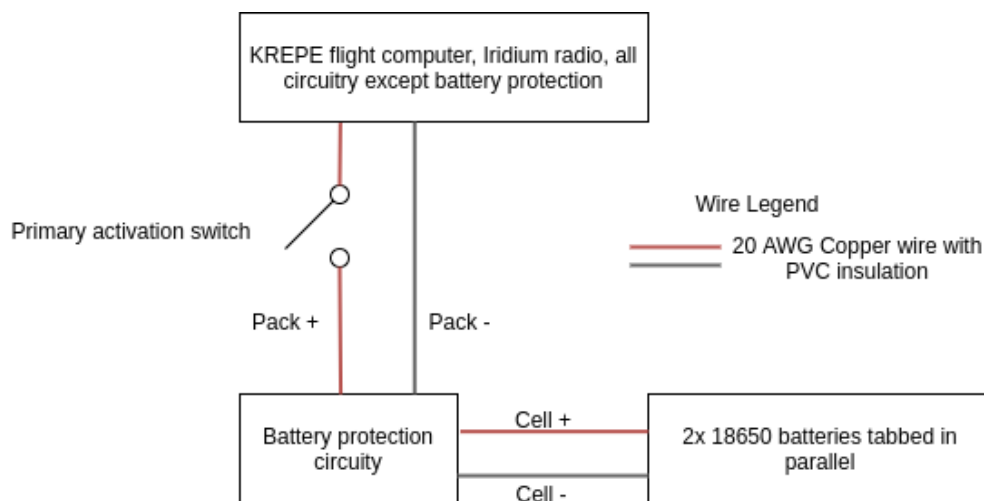 KREPE flight computer, Iridium radio, all
circuitry except battery protection
Primary activation switch
Wire Legend
20 AWG Copper wire with
PVC insulation
Pack +
Pack -
Battery protection
circuity
Cell +
Cell -
2x 18650 batteries tabbed in
parallel